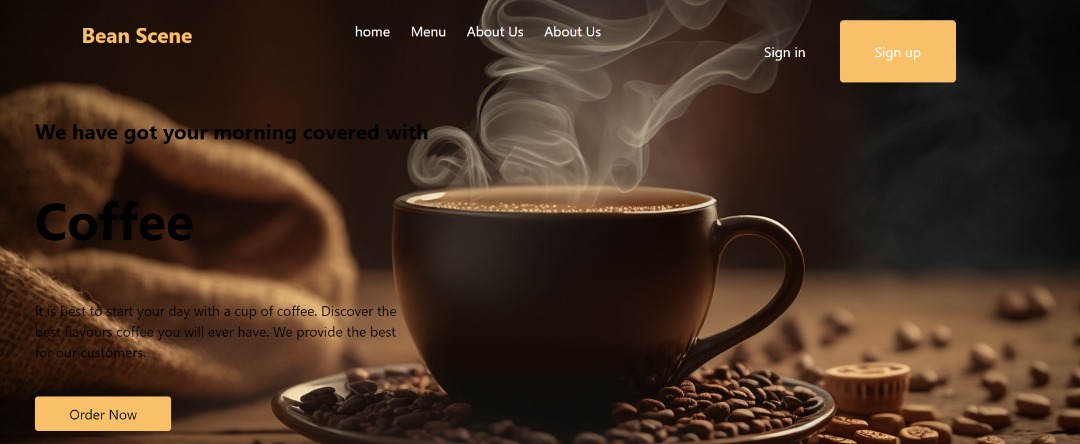 Bean Scene
home Menu About Us About Us
Sign in
Sign up
We have got your morning covered with
Coffee
It is best to start your day with a cup of coffee. Discover the
best flavours coffee you will ever have. We provide the best
for our customers.
Order Now